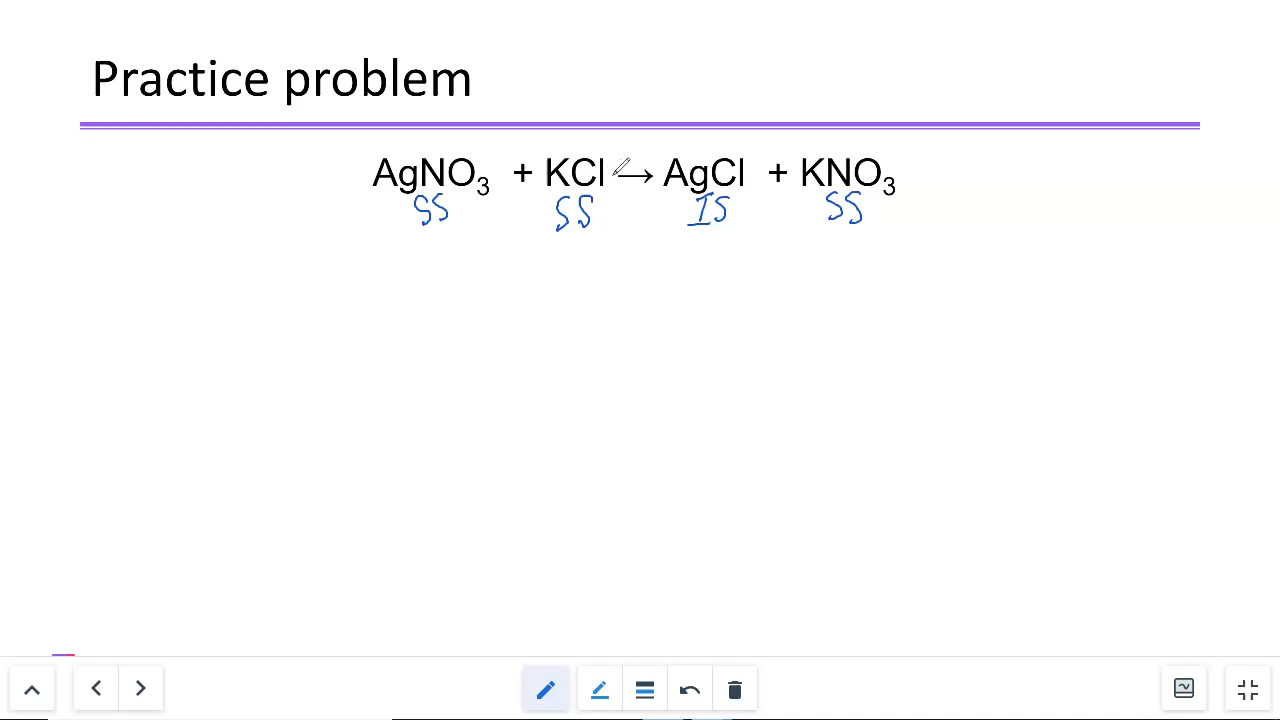 Practice problem
AgNO₃ + KCl → AgCl + KNO₃
SS SS IS SS